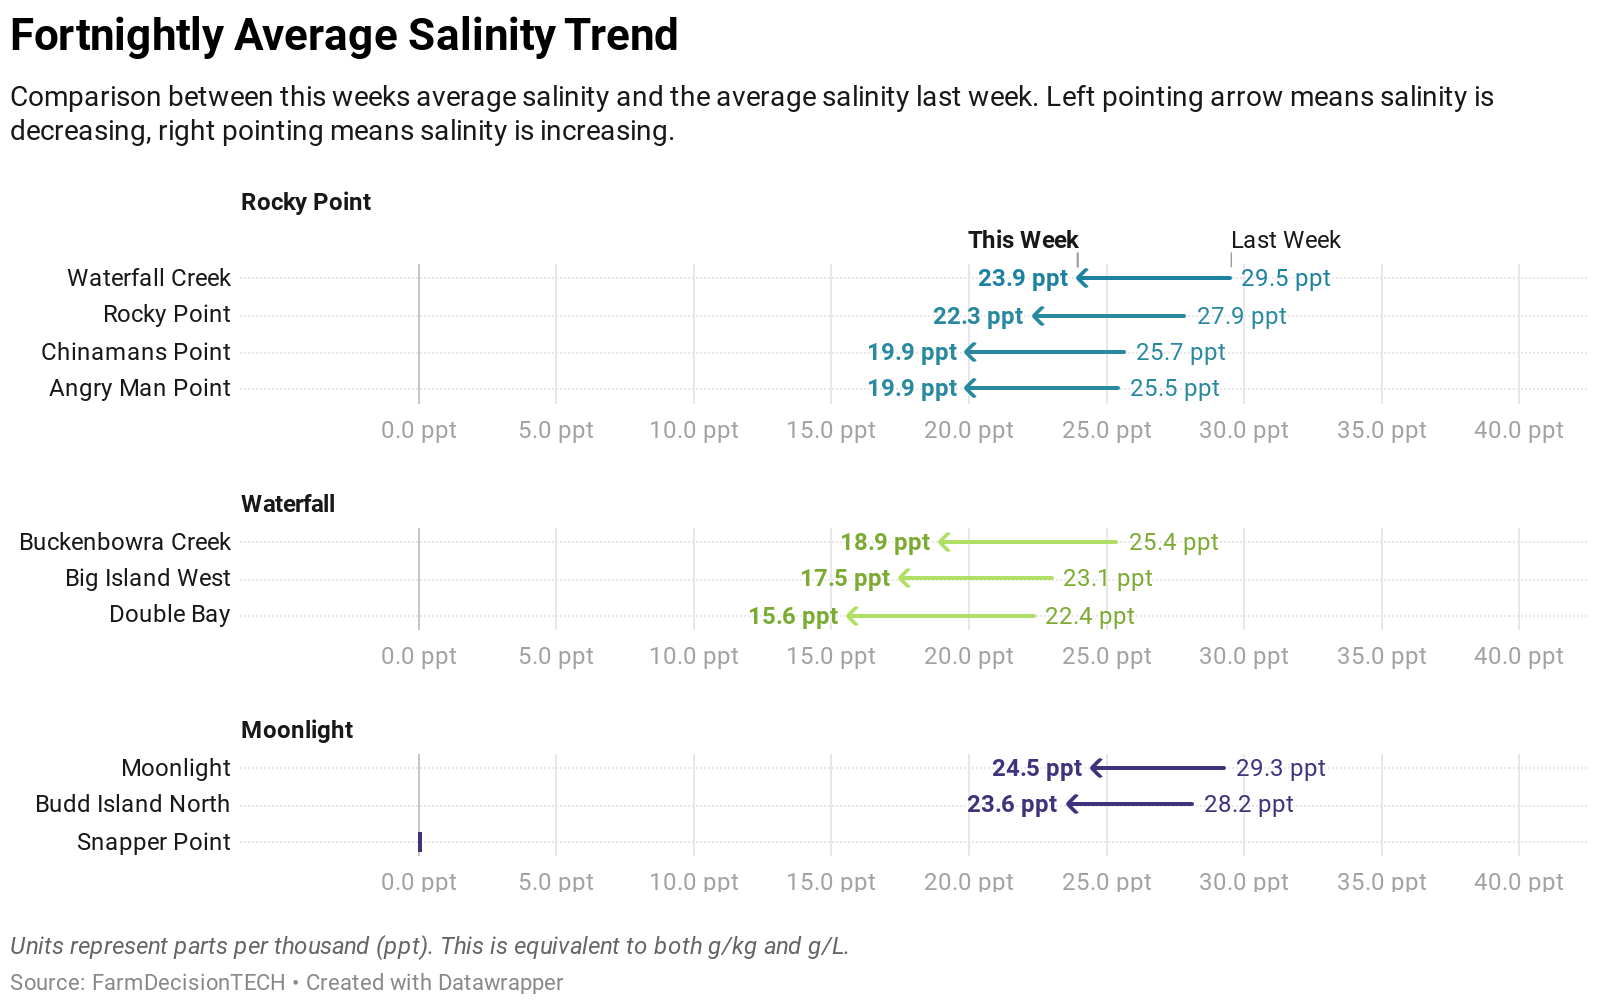 Fortnightly Average Salinity Trend
Comparison between this weeks average salinity and the average salinity last week. Left pointing arrow means salinity is
decreasing, right pointing means salinity is increasing.
Rocky Point
This Week Last Week
Waterfall Creek 23.9 ppt 29.5 ppt
Rocky Point 22.3 ppt 27.9 ppt
Chinamans Point 19.9 ppt 25.7 ppt
Angry Man Point 19.9 ppt 25.5 ppt
0.0 ppt 5.0 ppt 10.0 ppt 15.0 ppt 20.0 ppt 25.0 ppt 30.0 ppt 35.0 ppt 40.0 ppt
Waterfall
Buckenbowra Creek 18.9 ppt 25.4 ppt
Big Island West 17.5 ppt 23.1 ppt
Double Bay 15.6 ppt 22.4 ppt
0.0 ppt 5.0 ppt 10.0 ppt 15.0 ppt 20.0 ppt 25.0 ppt 30.0 ppt 35.0 ppt 40.0 ppt
Moonlight
Moonlight 24.5 ppt 29.3 ppt
Budd Island North 23.6 ppt 28.2 ppt
Snapper Point
0.0 ppt 5.0 ppt 10.0 ppt 15.0 ppt 20.0 ppt 25.0 ppt 30.0 ppt 35.0 ppt 40.0 ppt
Units represent parts per thousand (ppt). This is equivalent to both g/kg and g/L.
Source: FarmDecisionTECH • Created with Datawrapper